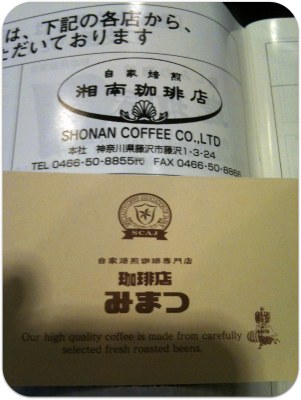 は、下記の各店から、
ただいております
自家焙煎
湘南珈琲店
SHONAN COFFEE CO.,LTD
本社 神奈川県藤沢市藤沢1-3-24
TEL 0466-50-8855㈹ FAX 0466-50-8866
SCAJ
自家焙煎珈琲専門店
珈琲店
みまつ
Our high quality coffee is made from carefully
selected fresh roasted beens.